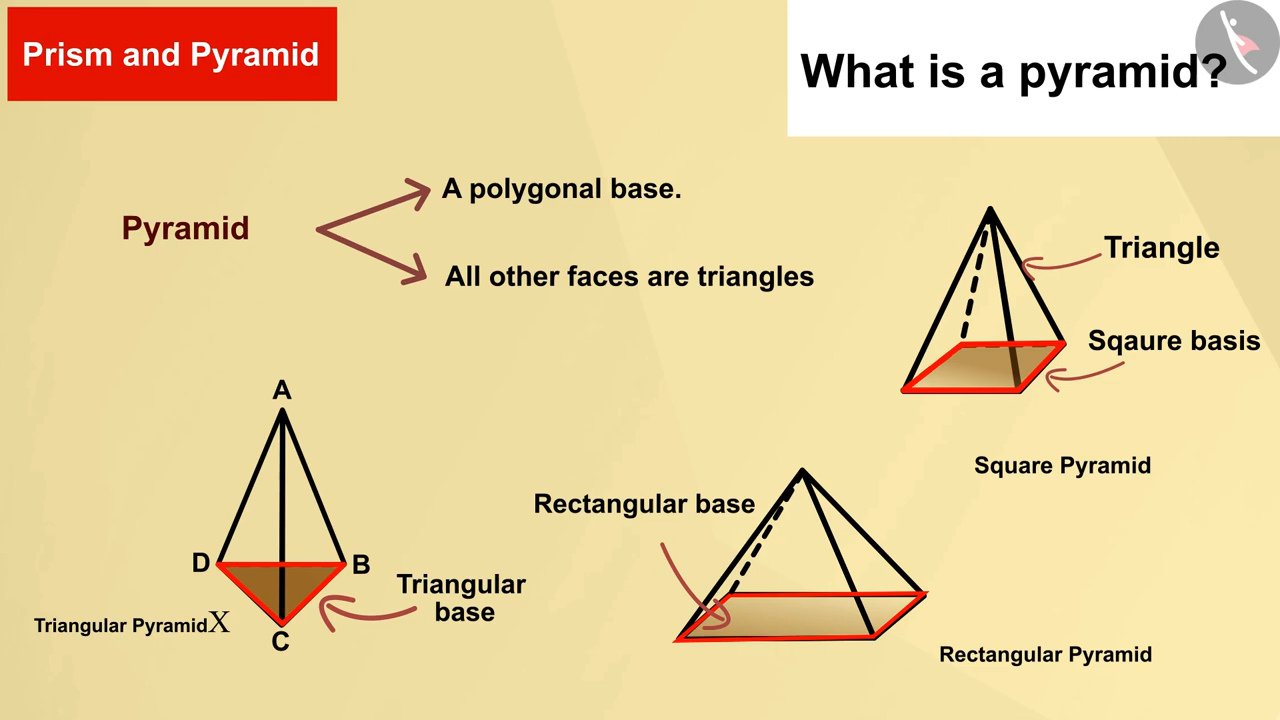 Prism and Pyramid
What is a pyramid?
A polygonal base.
Pyramid
All other faces are triangles
Triangle
Sqaure basis
Square Pyramid
A
D
B
C
Triangular
base
Triangular PyramidX
Rectangular base
Rectangular Pyramid